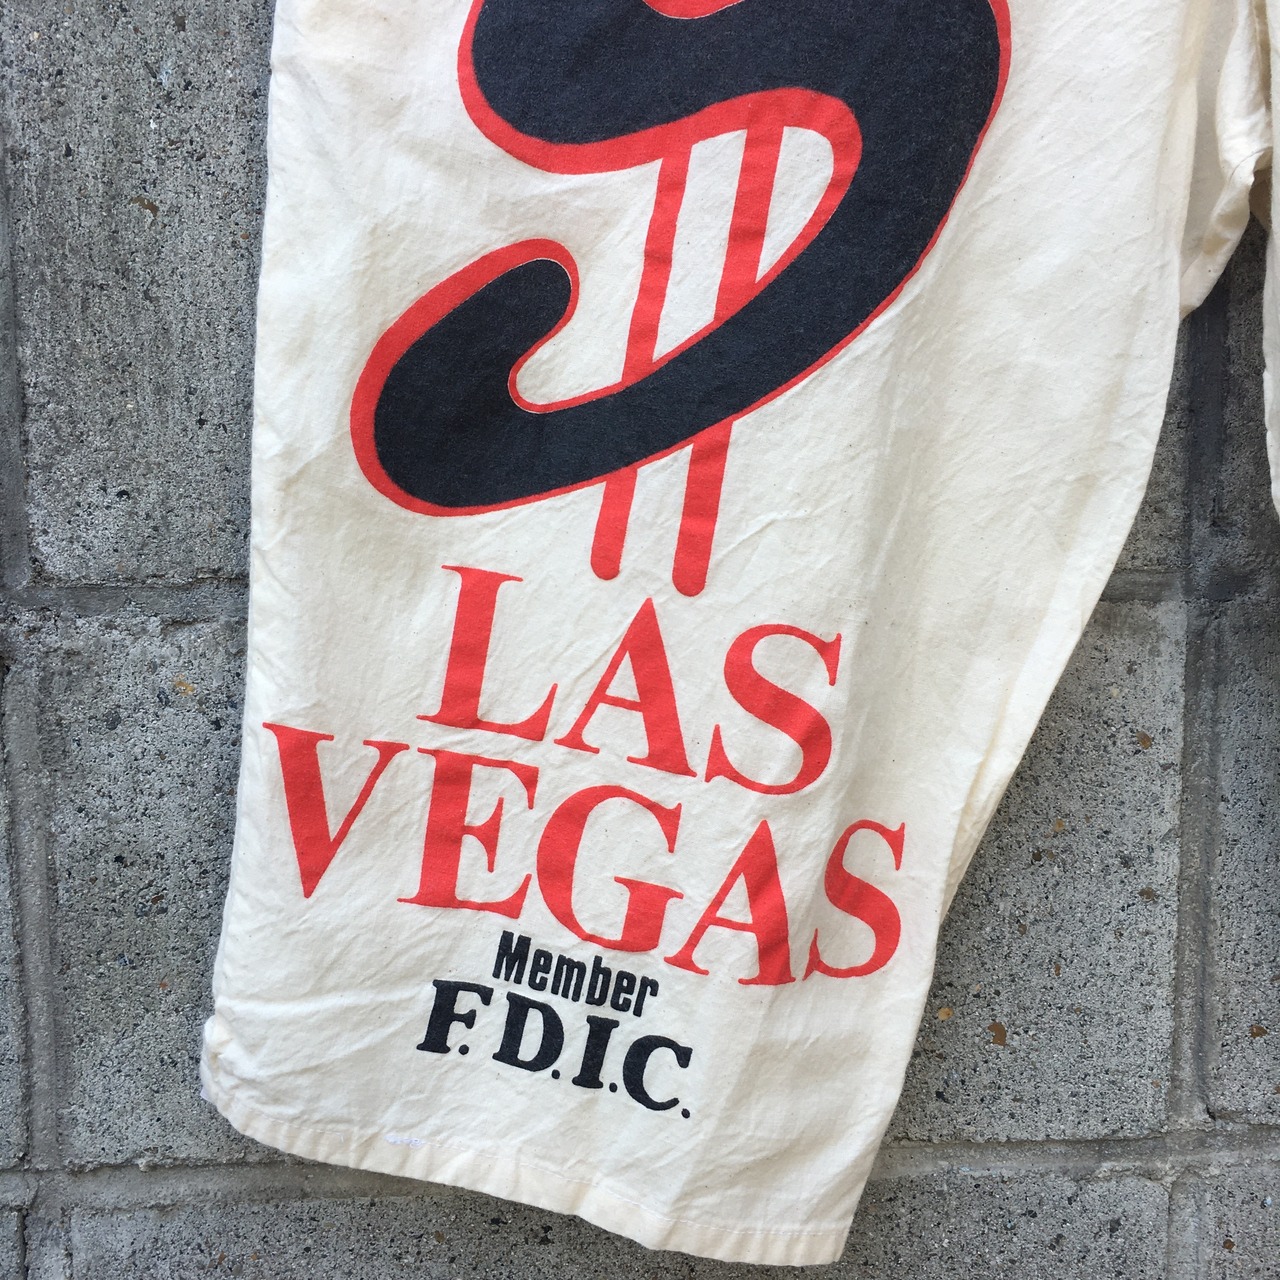 $
LAS
VEGAS
Member
F.D.I.C.